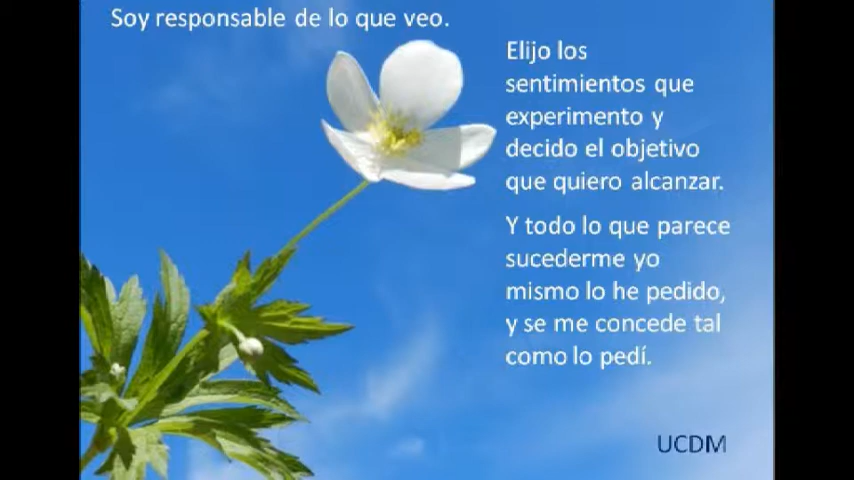 Soy responsable de lo que veo.
Elijo los
sentimientos que
experimento y
decido el objetivo
que quiero alcanzar.
Y todo lo que parece
sucederme yo
mismo lo he pedido,
y se me concede tal
como lo pedí.
UCDM